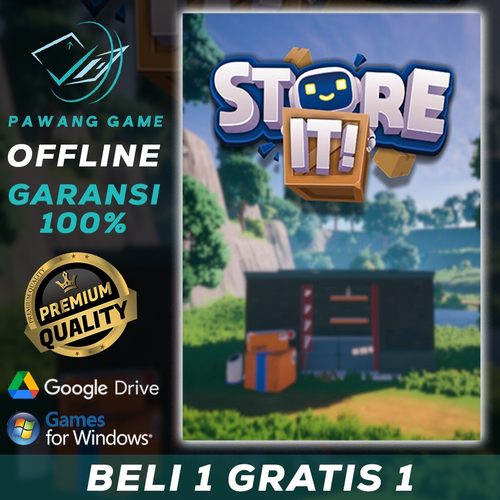 PAWANG GAME
OFFLINE
GARANSI
100%
PREMIUM
QUALITY
Google Drive
Games
for Windows®
STORE
IT!
BELI 1 GRATIS 1